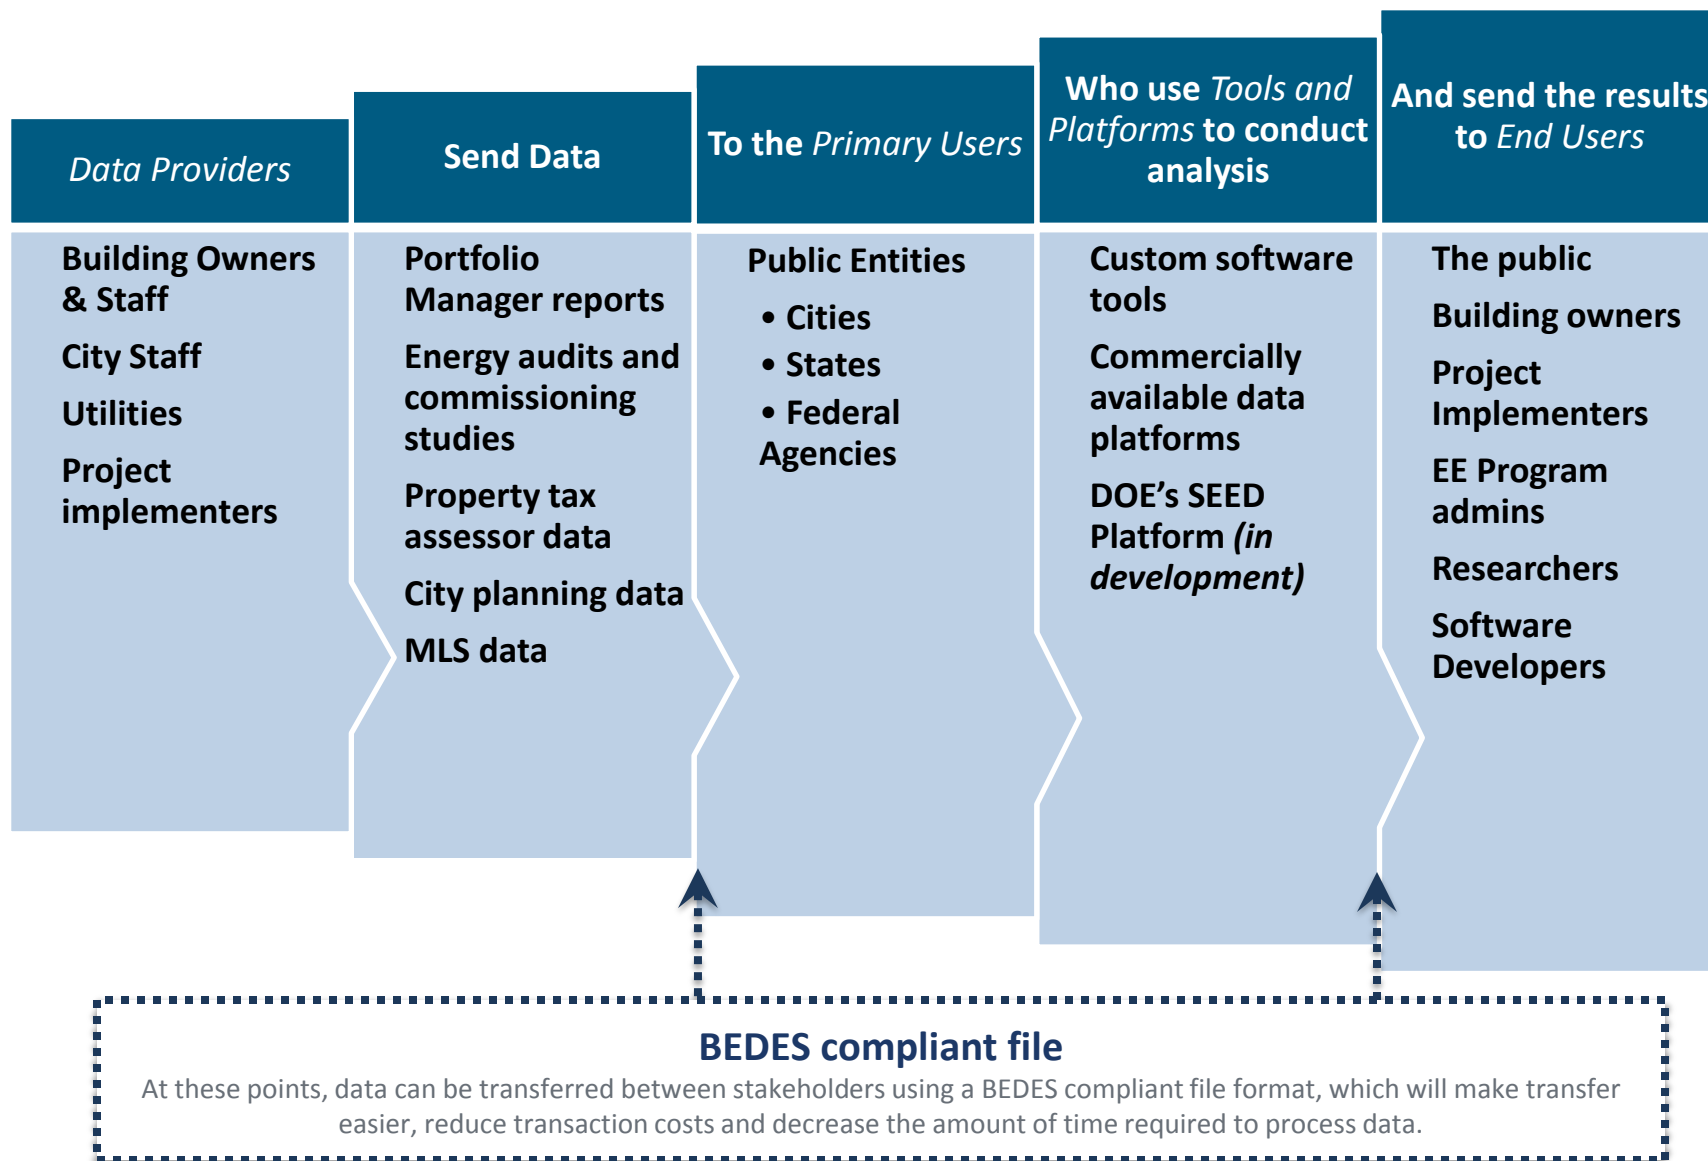 Data Providers
Building Owners
& Staff
City Staff
Utilities
Project
implementers
Send Data
Portfolio
Manager reports
Energy audits and
commissioning
studies
Property tax
assessor data
City planning data
MLS data
To the Primary Users
Public Entities
• Cities
• States
• Federal
Agencies
Who use Tools and
Platforms to conduct
analysis
Custom software
tools
Commercially
available data
platforms
DOE’s SEED
Platform (in
development)
And send the results
to End Users
The public
Building owners
Project
Implementers
EE Program
admins
Researchers
Software
Developers
BEDES compliant file
At these points, data can be transferred between stakeholders using a BEDES compliant file format, which will make transfer
easier, reduce transaction costs and decrease the amount of time required to process data.